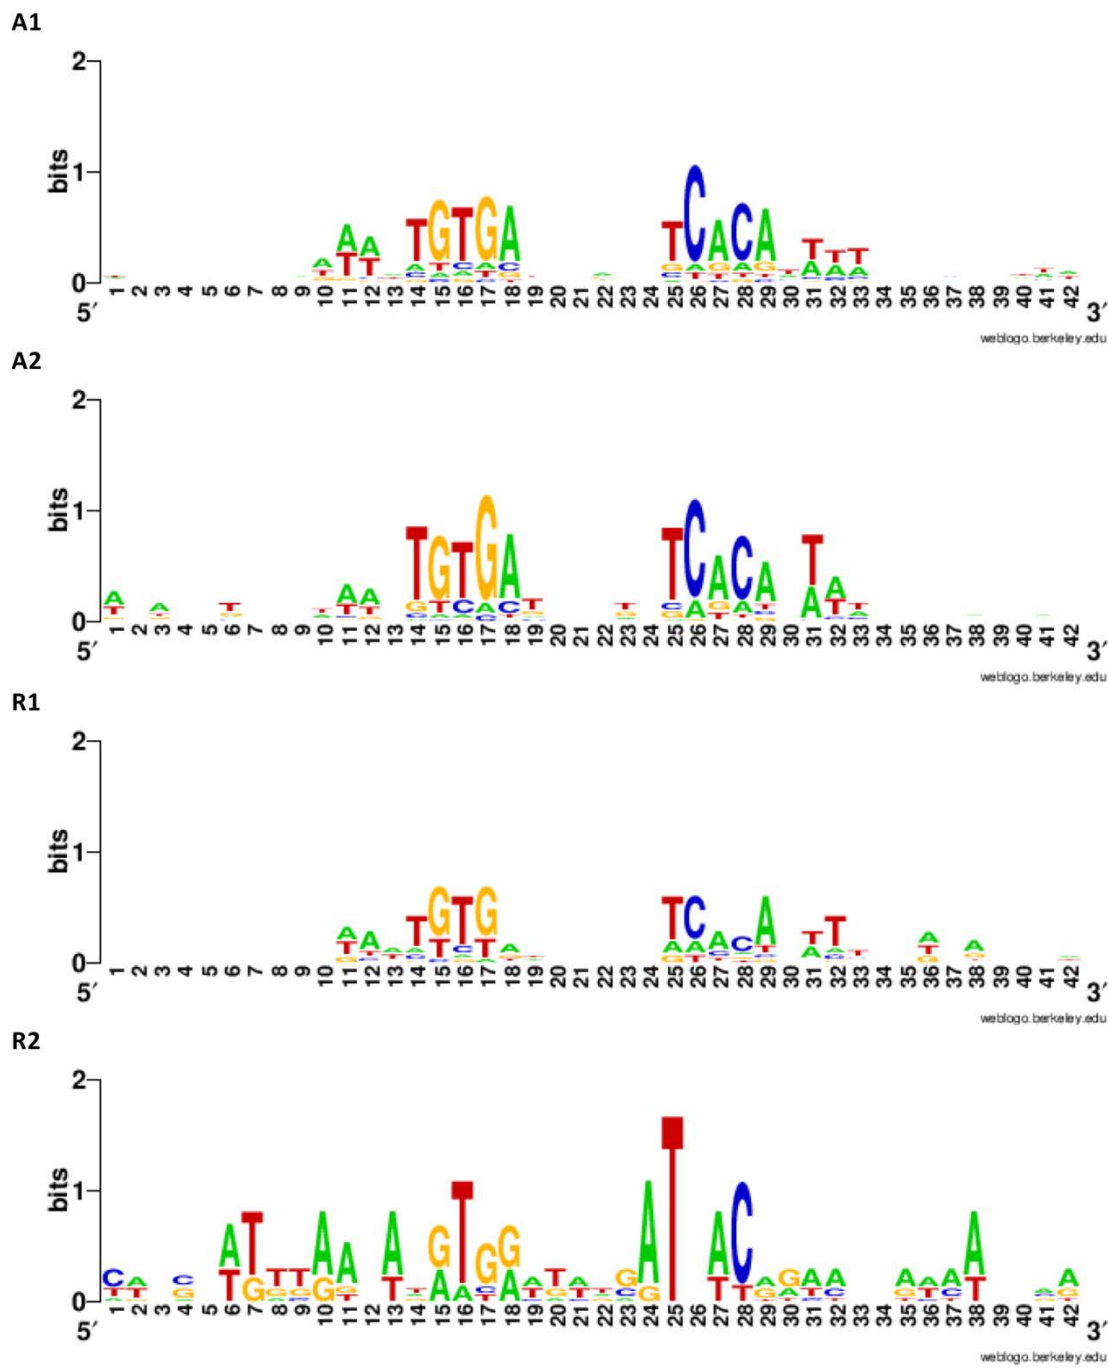 A1
2
1
0
bits
1 2 3 4 5 6 7 8 9 10 11 12 13 14 15 16 17 18 19 20 21 22 23 24 25 26 27 28 29 30 31 32 33 34 35 36 37 38 39 40 41 42
TGTGA TCACA
5′ 3′
weblogo.berkeley.edu
A2
2
1
0
bits
1 2 3 4 5 6 7 8 9 10 11 12 13 14 15 16 17 18 19 20 21 22 23 24 25 26 27 28 29 30 31 32 33 34 35 36 37 38 39 40 41 42
TGTGA TCACA T
5′ 3′
weblogo.berkeley.edu
R1
2
1
0
bits
1 2 3 4 5 6 7 8 9 10 11 12 13 14 15 16 17 18 19 20 21 22 23 24 25 26 27 28 29 30 31 32 33 34 35 36 37 38 39 40 41 42
TGTG TCACA
5′ 3′
weblogo.berkeley.edu
R2
2
1
0
bits
1 2 3 4 5 6 7 8 9 10 11 12 13 14 15 16 17 18 19 20 21 22 23 24 25 26 27 28 29 30 31 32 33 34 35 36 37 38 39 40 41 42
ATTTAA A GTGG AT AC A
5′ 3′
weblogo.berkeley.edu